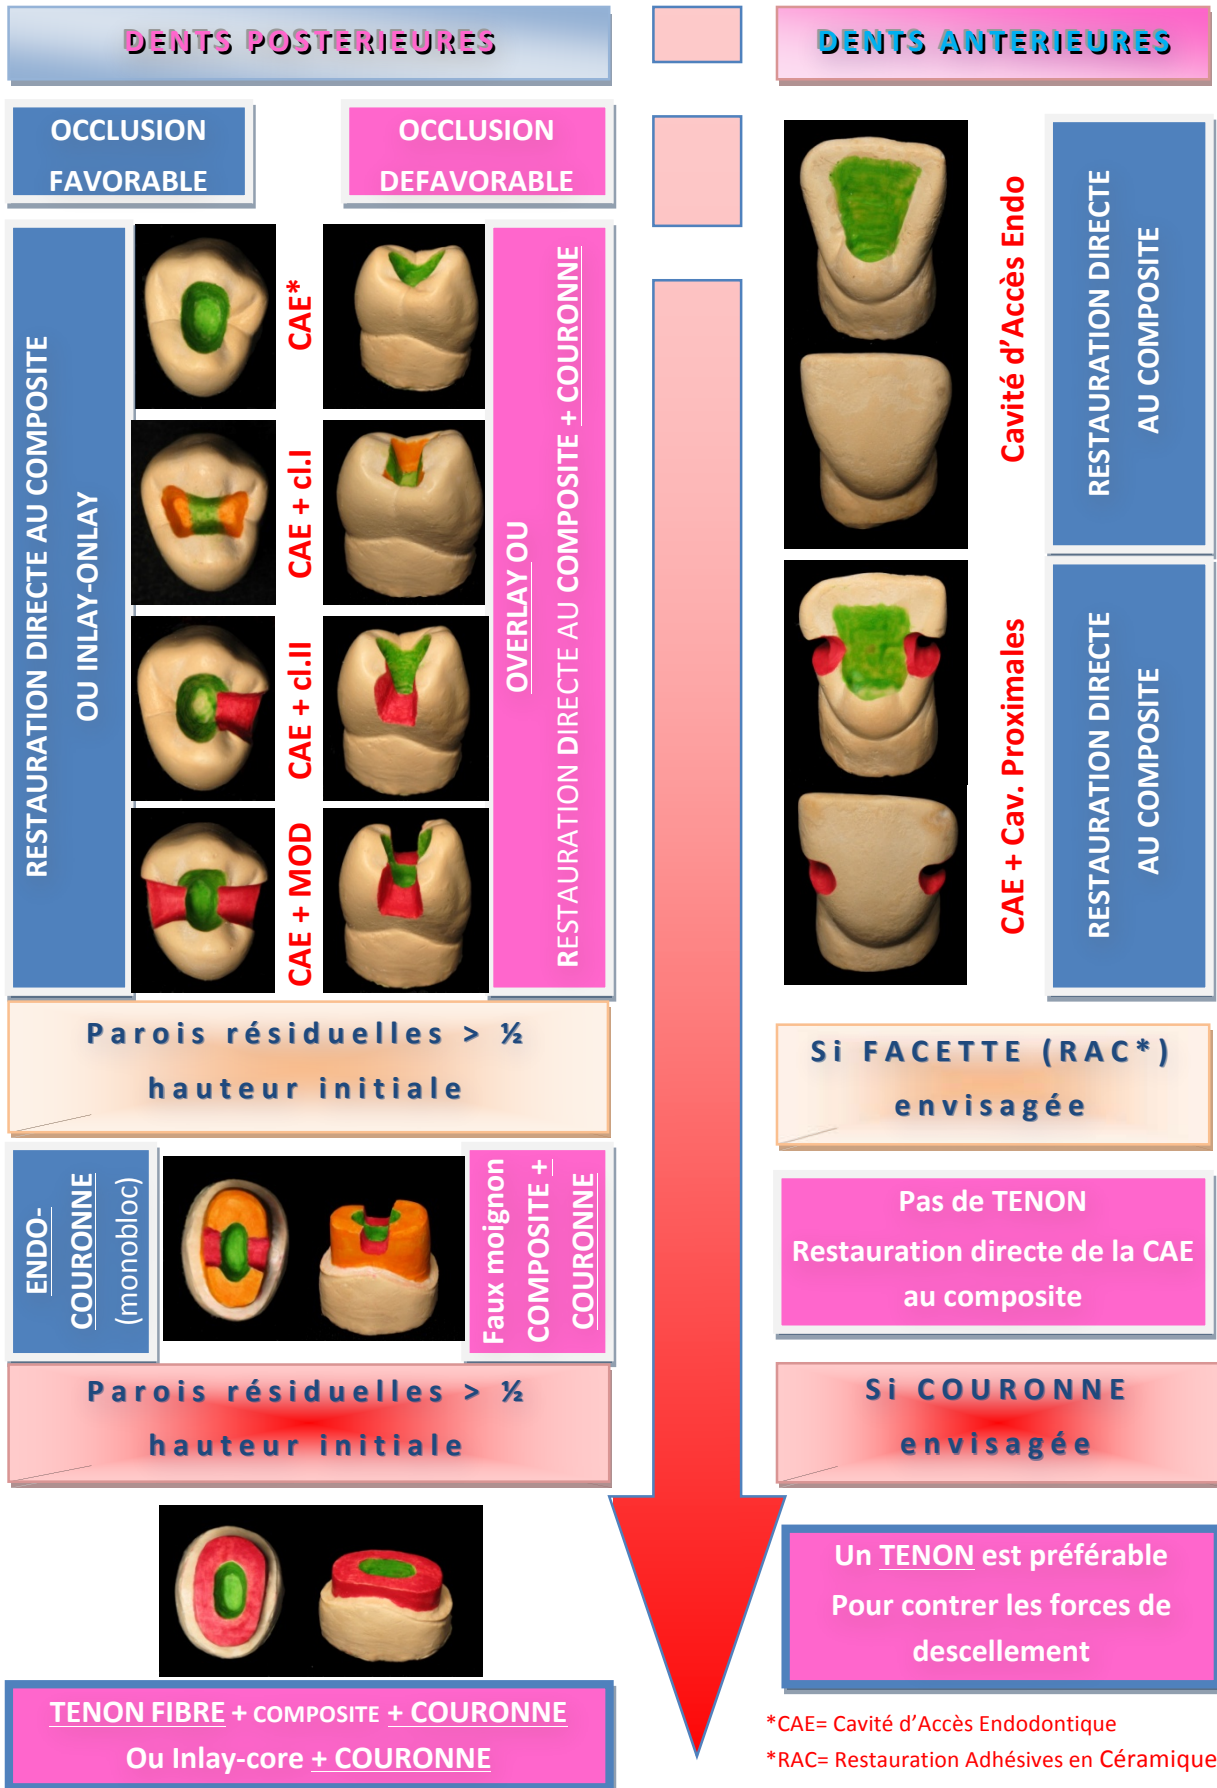 DENTS POSTERIEURES
OCCLUSION
FAVORABLE
OCCLUSION
DEFAVORABLE
RESTAURATION DIRECTE AU COMPOSITE
OU INLAY-ONLAY
CAE*
CAE + cl.I
CAE + cl.II
CAE + MOD
OVERLAY OU
RESTAURATION DIRECTE AU COMPOSITE + COURONNE
Parois résiduelles > ½
hauteur initiale
ENDO-
COURONNE
(monobloc)
Faux moignon
COMPOSITE +
COURONNE
Parois résiduelles > ½
hauteur initiale
TENON FIBRE + COMPOSITE + COURONNE
Ou Inlay-core + COURONNE
DENTS ANTERIEURES
Cavité d’Accès Endo
RESTAURATION DIRECTE
AU COMPOSITE
CAE + Cav. Proximales
RESTAURATION DIRECTE
AU COMPOSITE
Si FACETTE (RAC*)
envisagée
Pas de TENON
Restauration directe de la CAE
au composite
Si COURONNE
envisagée
Un TENON est préférable
Pour contrer les forces de
descellement
*CAE= Cavité d’Accès Endodontique
*RAC= Restauration Adhésives en Céramique